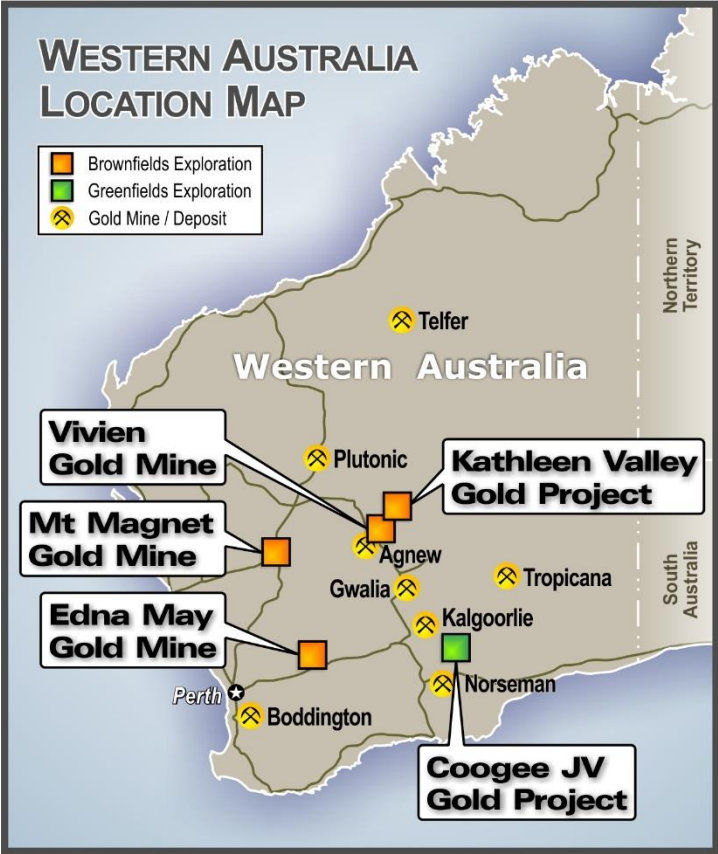 WESTERN AUSTRALIA
LOCATION MAP
Brownfields Exploration
Greenfields Exploration
Gold Mine / Deposit
Northern
Territory
Telfer
Western Australia
Vivien
Gold Mine
Plutonic
Kathleen Valley
Gold Project
Mt Magnet
Gold Mine
Agnew
Gwalia
Tropicana
South
Australia
Kalgoorlie
Edna May
Gold Mine
Perth
Norseman
Boddington
Coogee JV
Gold Project